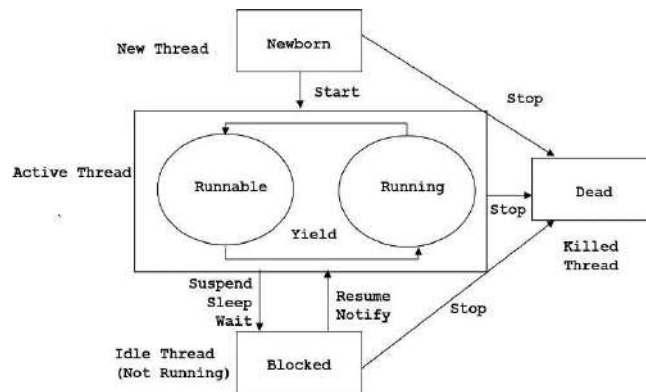 New Thread
Newborn
Start
Stop
Active Thread
Runnable
Running
Yield
Stop
Dead
Killed
Thread
Suspend
Sleep
Wait
Resume
Notify
Stop
Idle Thread
(Not Running)
Blocked